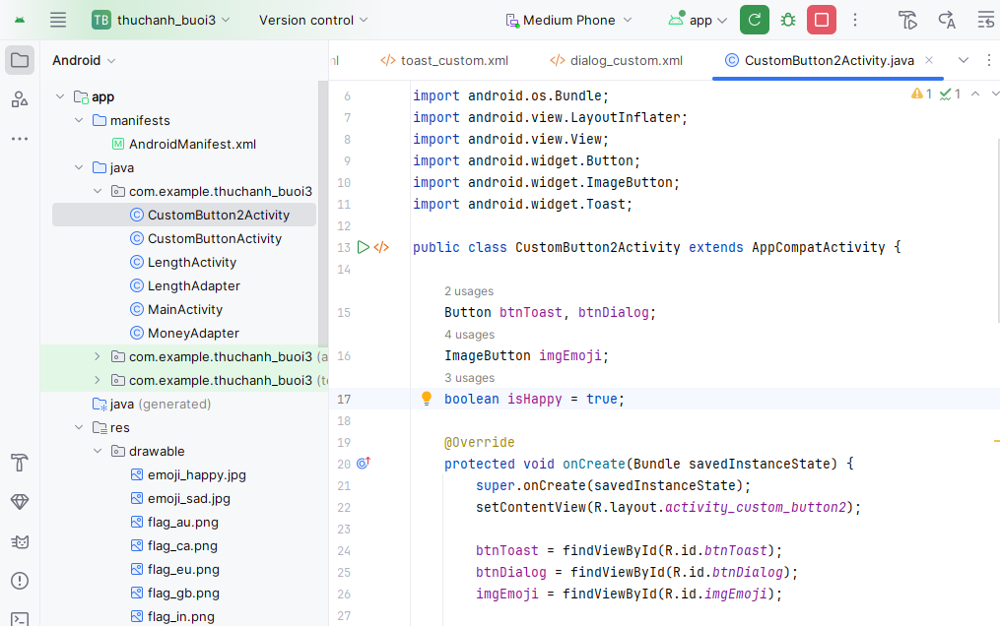 TB thuchanh_buoi3 Version control Medium Phone app
Android
nl toast_custom.xml dialog_custom.xml CustomButton2Activity.java
app
manifests
AndroidManifest.xml
java
com.example.thuchanh_buoi3
CustomButton2Activity
CustomButtonActivity
LengthActivity
LengthAdapter
MainActivity
MoneyAdapter
com.example.thuchanh_buoi3 (a
com.example.thuchanh_buoi3 (te
java (generated)
res
drawable
emoji_happy.jpg
emoji_sad.jpg
flag_au.png
flag_ca.png
flag_eu.png
flag_gb.png
flag_in.png
1 1
6 import android.os.Bundle;
7 import android.view.LayoutInflater;
8 import android.view.View;
9 import android.widget.Button;
10 import android.widget.ImageButton;
11 import android.widget.Toast;
12
13 public class CustomButton2Activity extends AppCompatActivity {
14
2 usages
15 Button btnToast, btnDialog;
4 usages
16 ImageButton imgEmoji;
3 usages
17 boolean isHappy = true;
18
19 @Override
20 protected void onCreate(Bundle savedInstanceState) {
21 super.onCreate(savedInstanceState);
22 setContentView(R.layout.activity_custom_button2);
23
24 btnToast = findViewById(R.id.btnToast);
25 btnDialog = findViewById(R.id.btnDialog);
26 imgEmoji = findViewById(R.id.imgEmoji);
27